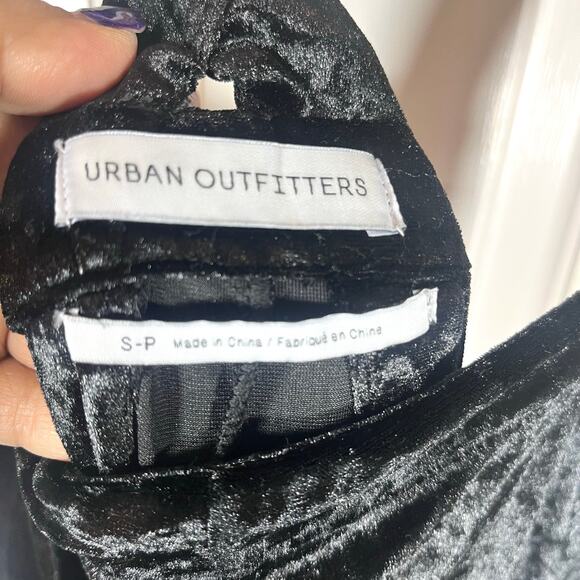 URBAN OUTFITTERS
S-P Made in China / Fabriqué en Chine